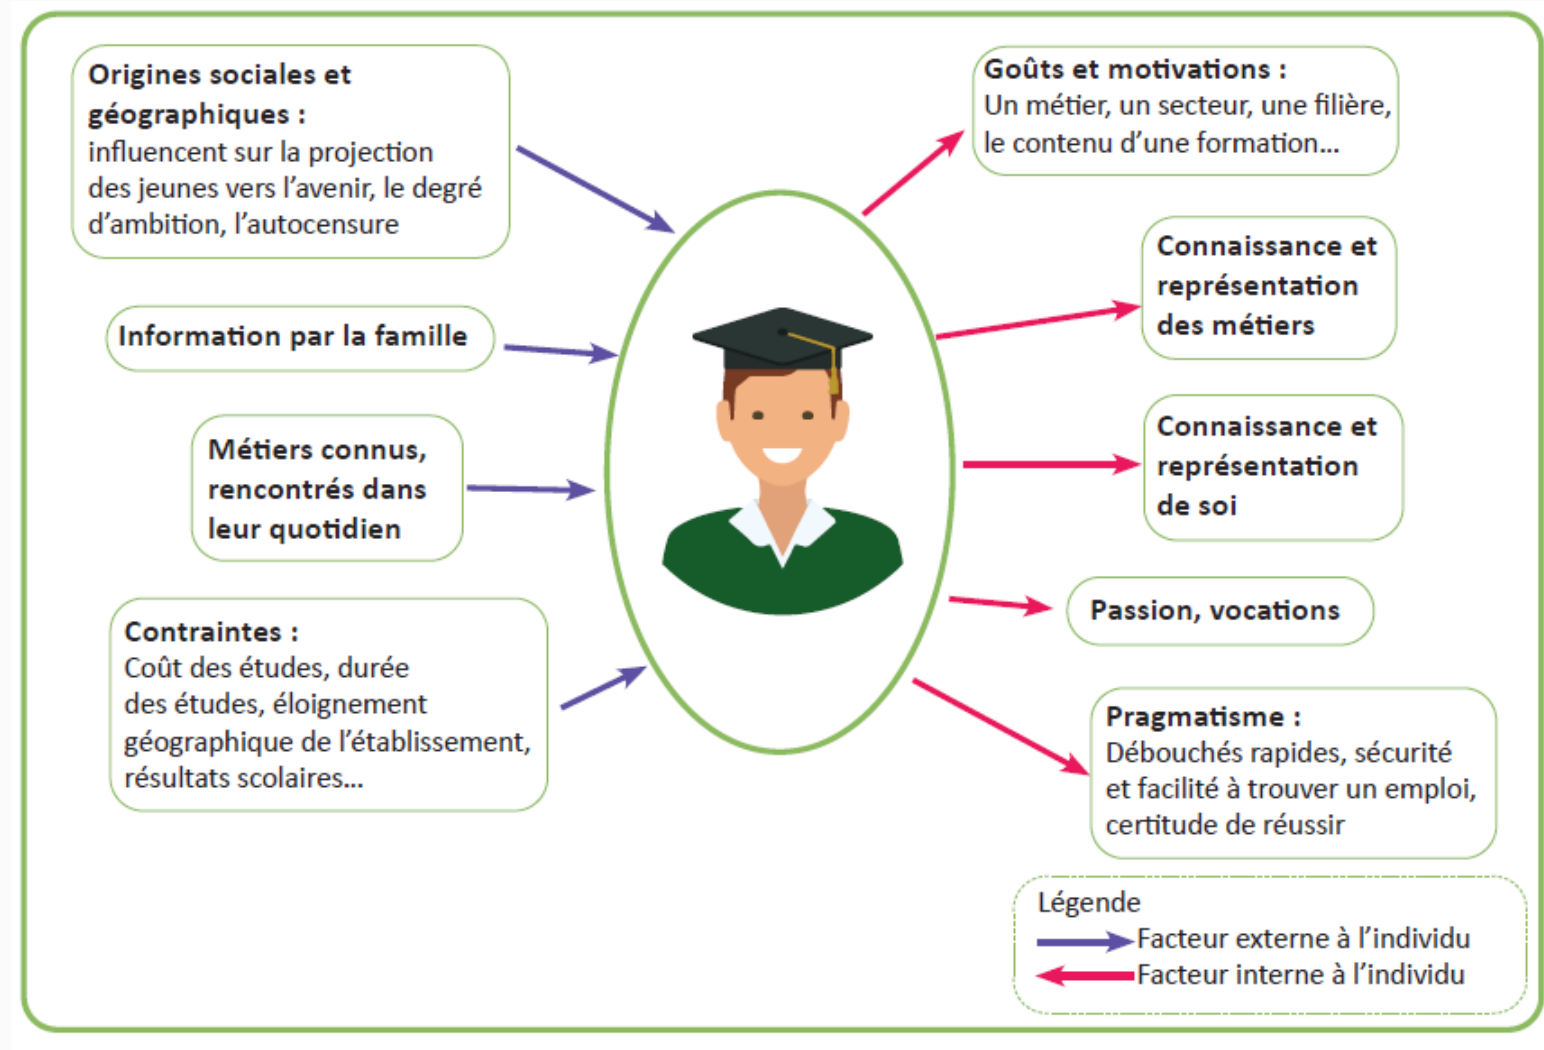 Origines sociales et
géographiques :
influencent sur la projection
des jeunes vers l’avenir, le degré
d’ambition, l’autocensure
Information par la famille
Métiers connus,
rencontrés dans
leur quotidien
Contraintes :
Coût des études, durée
des études, éloignement
géographique de l’établissement,
résultats scolaires...
Goûts et motivations :
Un métier, un secteur, une filière,
le contenu d’une formation...
Connaissance et
représentation
des métiers
Connaissance et
représentation
de soi
Passion, vocations
Pragmatisme :
Débouchés rapides, sécurité
et facilité à trouver un emploi,
certitude de réussir
Légende
Facteur externe à l’individu
Facteur interne à l’individu